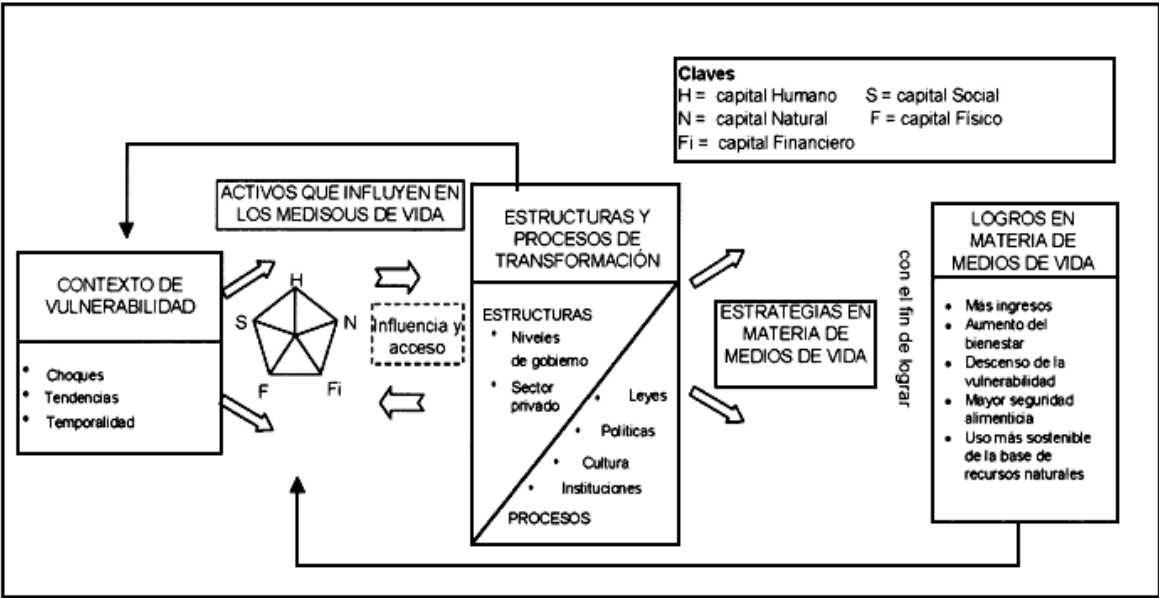 Claves
H = capital Humano S = capital Social
N = capital Natural F = capital Físico
Fi = capital Financiero
ACTIVOS QUE INFLUYEN EN
LOS MEDISOUS DE VIDA
CONTEXTO DE
VULNERABILIDAD
• Choques
• Tendencias
• Temporalidad
H
S
N
F
Fi
Influencia y
acceso
ESTRUCTURAS Y
PROCESOS DE
TRANSFORMACIÓN
ESTRUCTURAS
• Niveles
de gobierno
• Sector
privado
• Leyes
• Políticas
• Cultura
• Instituciones
PROCESOS
ESTRATEGIAS EN
MATERIA DE
MEDIOS DE VIDA
con el fin de lograr
LOGROS EN
MATERIA DE
MEDIOS DE VIDA
• Más ingresos
• Aumento del
bienestar
• Descenso de la
vulnerabilidad
• Mayor seguridad
alimenticia
• Uso más sostenible
de la base de
recursos naturales